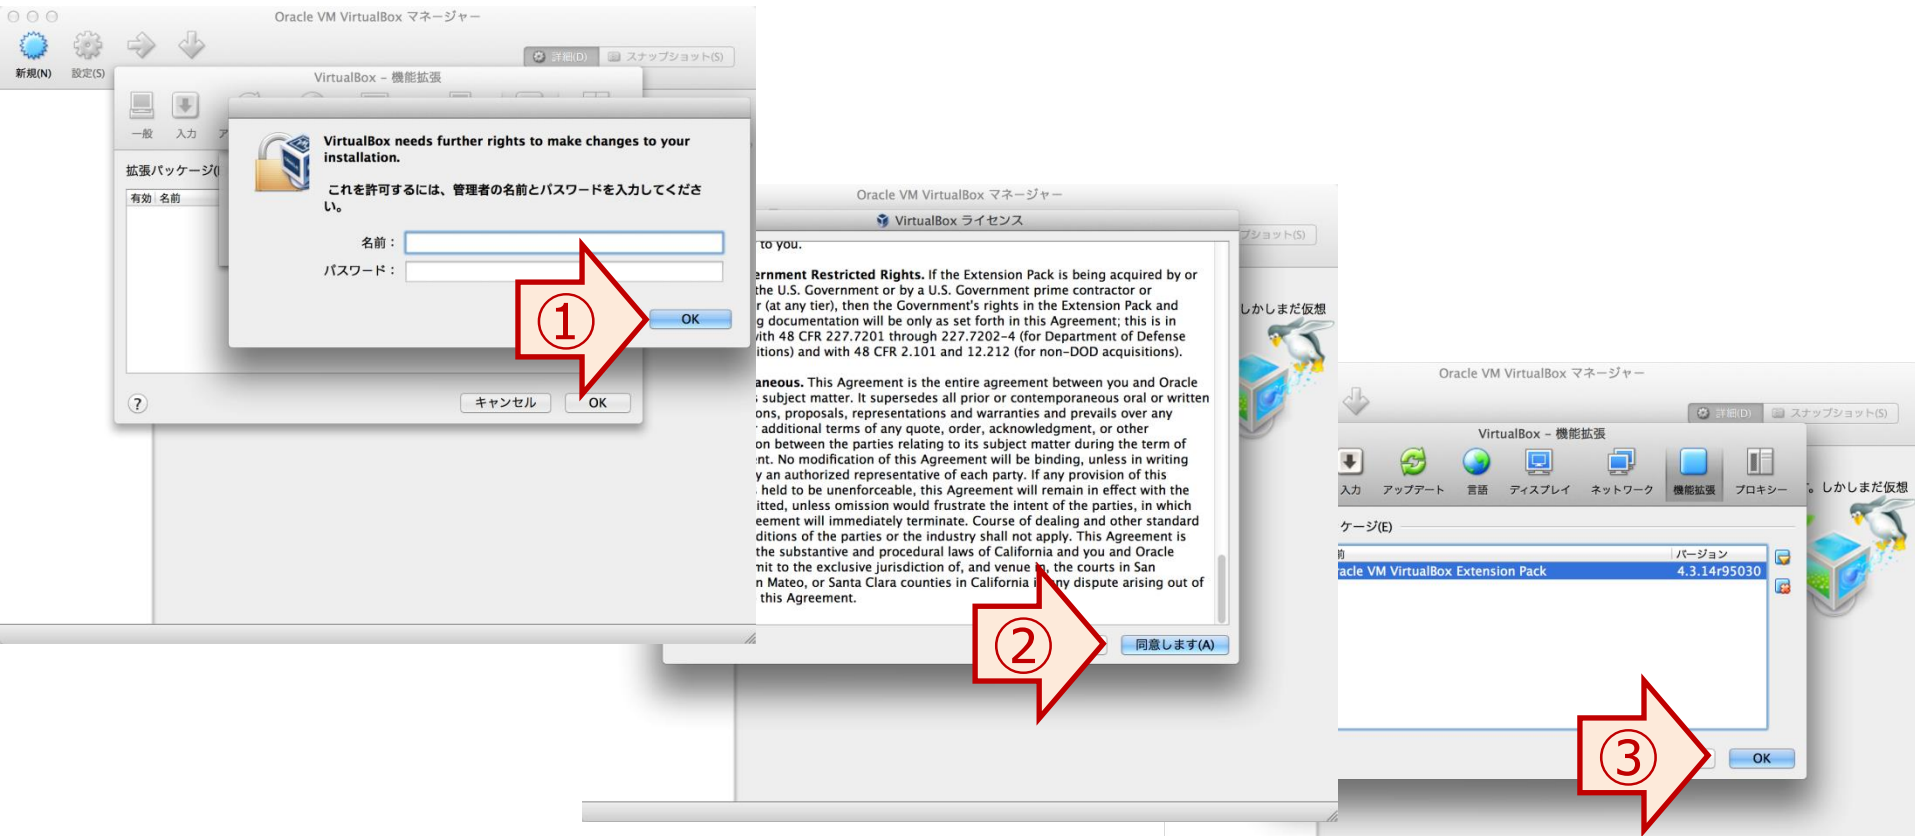 Oracle VM VirtualBox マネージャー
新規(N)
設定(S)
詳細(D)
スナップショット(S)
VirtualBox – 機能拡張
一般
入力
拡張パッケージ(
有効
名前
VirtualBox needs further rights to make changes to your
installation.
これを許可するには、管理者の名前とパスワードを入力してくださ
い。
名前：
パスワード：
OK
①
?
キャンセル
OK
Oracle VM VirtualBox マネージャー
VirtualBox ライセンス
プショット(S)
to you.
ernment Restricted Rights. If the Extension Pack is being acquired by or
the U.S. Government or by a U.S. Government prime contractor or
r (at any tier), then the Government's rights in the Extension Pack and
g documentation will be only as set forth in this Agreement; this is in
ith 48 CFR 227.7201 through 227.7202-4 (for Department of Defense
itions) and with 48 CFR 2.101 and 12.212 (for non-DOD acquisitions).
aneous. This Agreement is the entire agreement between you and Oracle
s subject matter. It supersedes all prior or contemporaneous oral or written
ons, proposals, representations and warranties and prevails over any
r additional terms of any quote, order, acknowledgment, or other
on between the parties relating to its subject matter during the term of
ent. No modification of this Agreement will be binding, unless in writing
y an authorized representative of each party. If any provision of this
held to be unenforceable, this Agreement will remain in effect with the
itted, unless omission would frustrate the intent of the parties, in which
eement will immediately terminate. Course of dealing and other standard
ditions of the parties or the industry shall not apply. This Agreement is
the substantive and procedural laws of California and you and Oracle
mit to the exclusive jurisdiction of, and venue in, the courts in San
n Mateo, or Santa Clara counties in California i ny dispute arising out of
this Agreement.
しかしまだ仮想
②
同意します(A)
Oracle VM VirtualBox マネージャー
詳細(D)
スナップショット(S)
VirtualBox – 機能拡張
入力
アップデート
言語
ディスプレイ
ネットワーク
機能拡張
プロキシー
。しかしまだ仮想
ケージ(E)
前
バージョン
racle VM VirtualBox Extension Pack
4.3.14r95030
③
OK